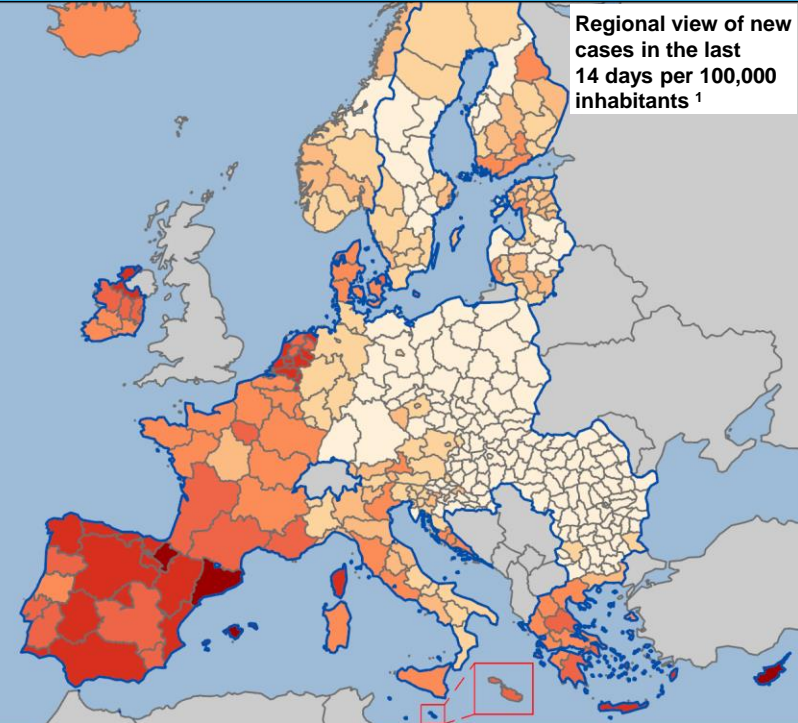 Regional view of new
cases in the last
14 days per 100,000
inhabitants ¹